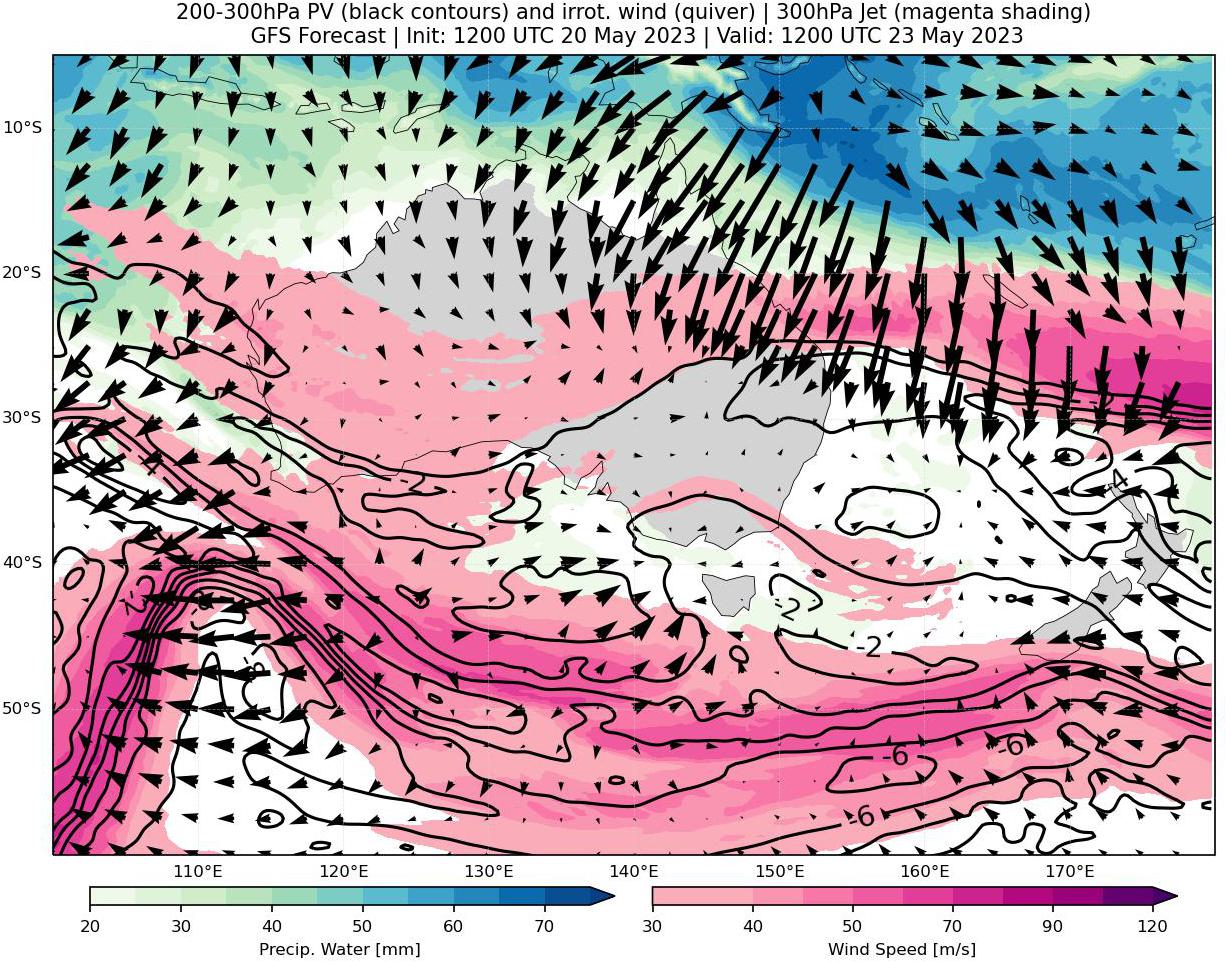 200-300hPa PV (black contours) and irrot. wind (quiver) | 300hPa Jet (magenta shading)
GFS Forecast | Init: 1200 UTC 20 May 2023 | Valid: 1200 UTC 23 May 2023
10°S
20°S
30°S
-4
-2
-4
40°S
-2
-2
-2
50°S
-6
-6
-6
110°E 120°E 130°E 140°E 150°E 160°E 170°E
20 30 40 50 60 70
30 40 50 70 90 120
Precip. Water [mm]
Wind Speed [m/s]